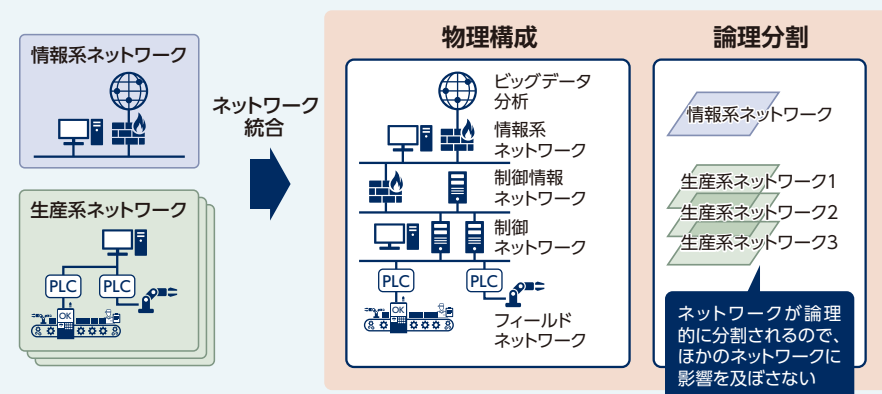 情報系ネットワーク
生産系ネットワーク
PLC
PLC
OK
ネットワーク
統合
物理構成
ビッグデータ
分析
情報系
ネットワーク
制御情報
ネットワーク
制御
ネットワーク
PLC
PLC
OK
フィールド
ネットワーク
論理分割
情報系ネットワーク
生産系ネットワーク1
生産系ネットワーク2
生産系ネットワーク3
ネットワークが論理
的に分割されるので、
ほかのネットワークに
影響を及ぼさない